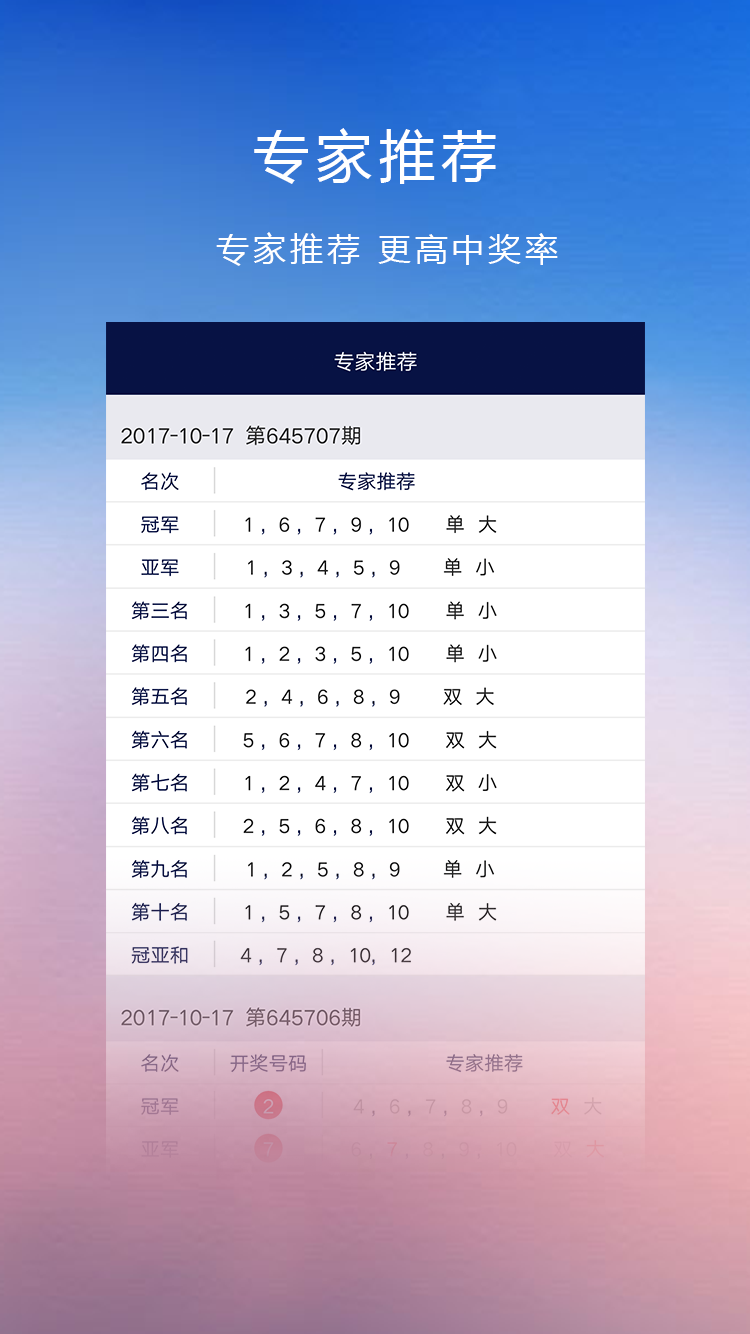 专家推荐
专家推荐 更高中奖率
专家推荐
2017-10-17 第645707期
名次 专家推荐
冠军 1, 6, 7, 9, 10 单 大
亚军 1, 3, 4, 5, 9 单 小
第三名 1, 3, 5, 7, 10 单 小
第四名 1, 2, 3, 5, 10 单 小
第五名 2, 4, 6, 8, 9 双 大
第六名 5, 6, 7, 8, 10 双 大
第七名 1, 2, 4, 7, 10 双 小
第八名 2, 5, 6, 8, 10 双 大
第九名 1, 2, 5, 8, 9 单 小
第十名 1, 5, 7, 8, 10 单 大
冠亚和 4, 7, 8, 10, 12
2017-10-17 第645706期
名次 开奖号码 专家推荐
冠军 2 4, 6, 7, 8, 9 双 大
亚军 7 6, 7, 8, 9, 10 双 大